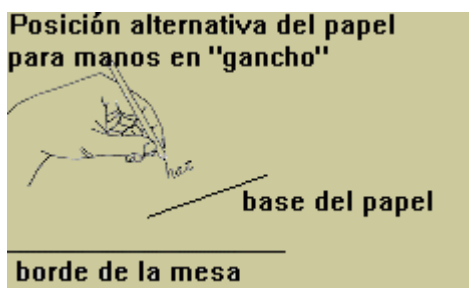 Posición alternativa del papel
para manos en "gancho"
base del papel
borde de la mesa